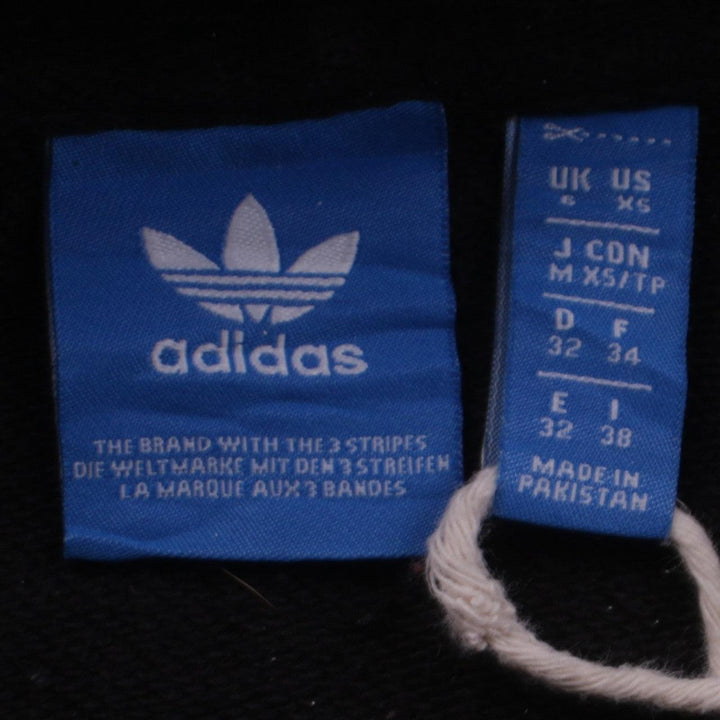 adidas
THE BRAND WITH THE 3 STRIPES
DIE WELTMARKE MIT DEN 3 STREIFEN
LA MARQUE AUX 3 BANDES
UK US
6 XS
J CDN
M XS/TP
D F
32 34
E I
32 38
MADE IN
PAKISTAN